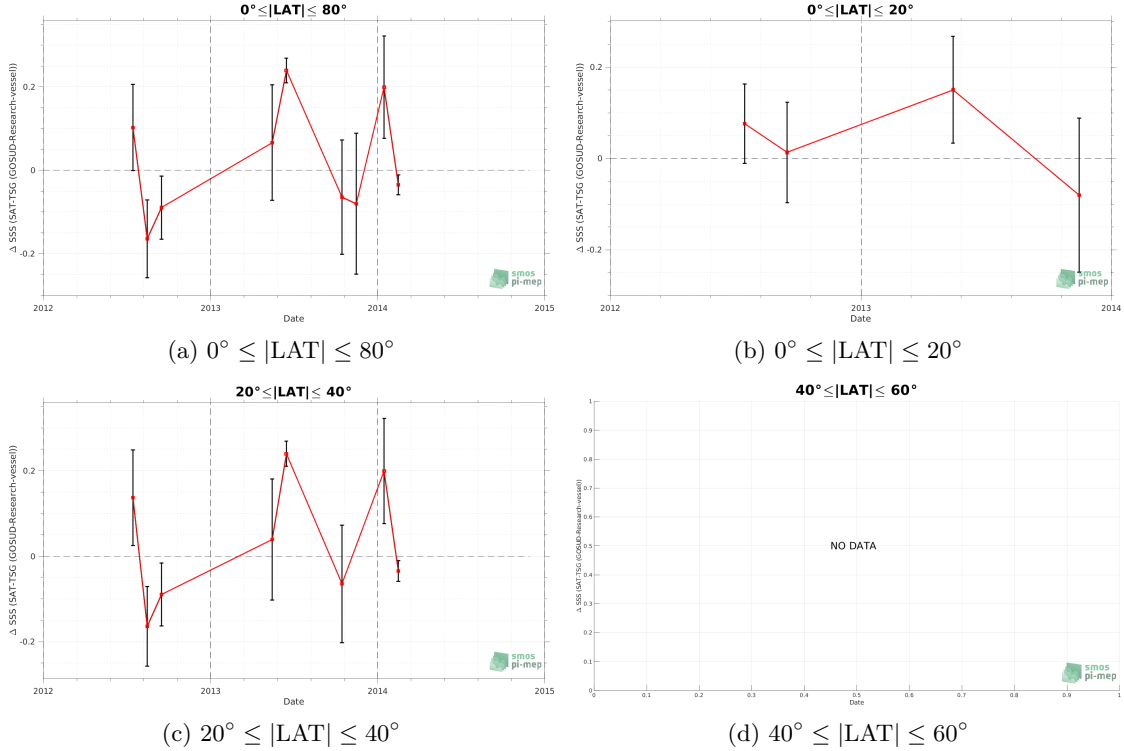 0°≤|LAT|≤ 80°
Δ SSS (SAT-TSG (GOSUD-Research-vessel))
0.2
0
-0.2
2012
2013
2014
2015
Date
smos
pi-mep
(a) 0° ≤ |LAT| ≤ 80°
0°≤|LAT|≤ 20°
Δ SSS (SAT-TSG (GOSUD-Research-vessel))
0.2
0
-0.2
2012
2013
2014
Date
smos
pi-mep
(b) 0° ≤ |LAT| ≤ 20°
20°≤|LAT|≤ 40°
Δ SSS (SAT-TSG (GOSUD-Research-vessel))
0.2
0
-0.2
2012
2013
2014
2015
Date
smos
pi-mep
(c) 20° ≤ |LAT| ≤ 40°
40°≤|LAT|≤ 60°
Δ SSS (SAT-TSG (GOSUD-Research-vessel))
1
0.9
0.8
0.7
0.6
0.5
0.4
0.3
0.2
0.1
0
NO DATA
0
0.1
0.2
0.3
0.4
0.5
0.6
0.7
0.8
0.9
1
Date
smos
pi-mep
(d) 40° ≤ |LAT| ≤ 60°